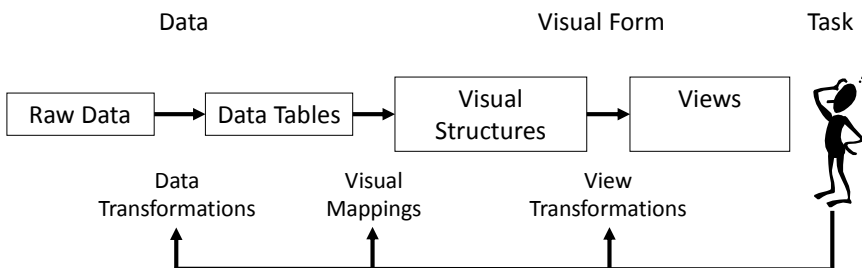 Data
Visual Form
Task
Raw Data
Data Tables
Visual
Structures
Views
Data
Transformations
Visual
Mappings
View
Transformations